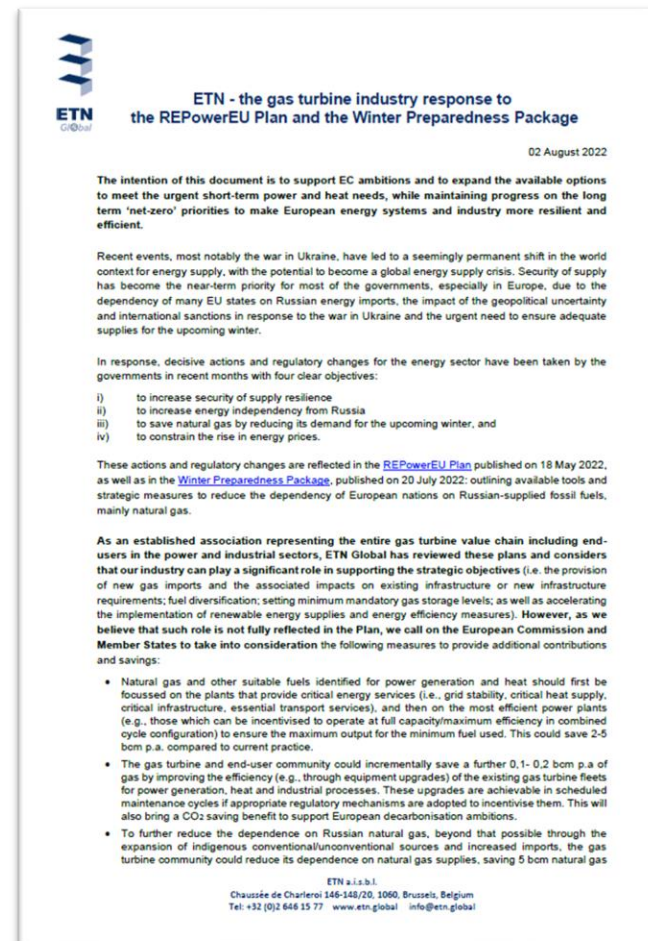 ETN
Gl@bal
ETN - the gas turbine industry response to
the REPowerEU Plan and the Winter Preparedness Package
02 August 2022
The intention of this document is to support EC ambitions and to expand the available options
to meet the urgent short-term power and heat needs, while maintaining progress on the long
term ‘net-zero’ priorities to make European energy systems and industry more resilient and
efficient.
Recent events, most notably the war in Ukraine, have led to a seemingly permanent shift in the world
context for energy supply, with the potential to become a global energy supply crisis. Security of supply
has become the near-term priority for most of the governments, especially in Europe, due to the
dependency of many EU states on Russian energy imports, the impact of the geopolitical uncertainty
and international sanctions in response to the war in Ukraine and the urgent need to ensure adequate
supplies for the upcoming winter.
In response, decisive actions and regulatory changes for the energy sector have been taken by the
governments in recent months with four clear objectives:
i) to increase security of supply resilience
ii) to increase energy independency from Russia
iii) to save natural gas by reducing its demand for the upcoming winter, and
iv) to constrain the rise in energy prices.
These actions and regulatory changes are reflected in the REPowerEU Plan published on 18 May 2022,
as well as in the Winter Preparedness Package, published on 20 July 2022: outlining available tools and
strategic measures to reduce the dependency of European nations on Russian-supplied fossil fuels,
mainly natural gas.
As an established association representing the entire gas turbine value chain including end-
users in the power and industrial sectors, ETN Global has reviewed these plans and considers
that our industry can play a significant role in supporting the strategic objectives (i.e. the provision
of new gas imports and the associated impacts on existing infrastructure or new infrastructure
requirements; fuel diversification; setting minimum mandatory gas storage levels; as well as accelerating
the implementation of renewable energy supplies and energy efficiency measures). However, as we
believe that such role is not fully reflected in the Plan, we call on the European Commission and
Member States to take into consideration the following measures to provide additional contributions
and savings:
• Natural gas and other suitable fuels identified for power generation and heat should first be
focussed on the plants that provide critical energy services (i.e., grid stability, critical heat supply,
critical infrastructure, essential transport services), and then on the most efficient power plants
(e.g., those which can be incentivised to operate at full capacity/maximum efficiency in combined
cycle configuration) to ensure the maximum output for the minimum fuel used. This could save 2-5
bcm p.a. compared to current practice.
• The gas turbine and end-user community could incrementally save a further 0,1- 0,2 bcm p.a of
gas by improving the efficiency (e.g., through equipment upgrades) of the existing gas turbine fleets
for power generation, heat and industrial processes. These upgrades are achievable in scheduled
maintenance cycles if appropriate regulatory mechanisms are adopted to incentivise them. This will
also bring a CO2 saving benefit to support European decarbonisation ambitions.
• To further reduce the dependence on Russian natural gas, beyond that possible through the
expansion of indigenous conventional/unconventional sources and increased imports, the gas
turbine community could reduce its dependence on natural gas supplies, saving 5 bcm natural gas
ETN a.i.s.b.l.
Chaussée de Charleroi 146-148/20, 1060, Brussels, Belgium
Tel: +32 (0)2 646 15 77 www.etn.global info@etn.global